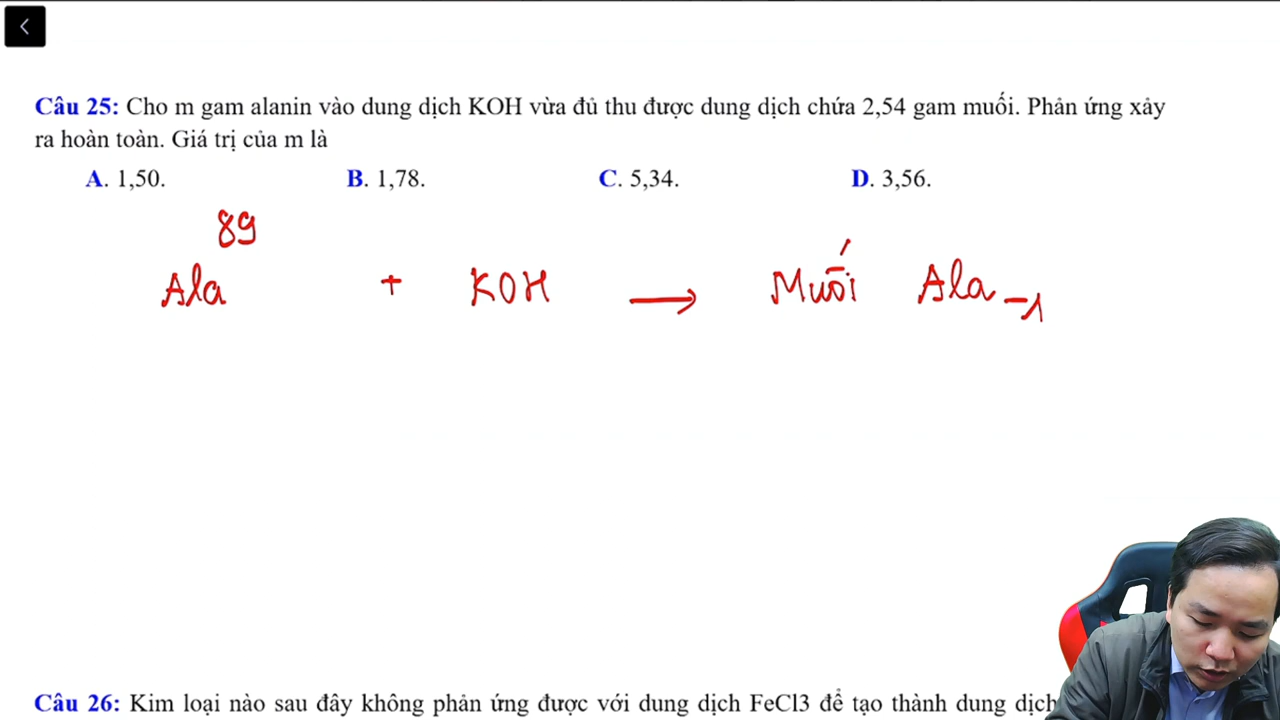 Câu 25: Cho m gam alanin vào dung dịch KOH vừa đủ thu được dung dịch chứa 2,54 gam muối. Phản ứng xảy
ra hoàn toàn. Giá trị của m là
A. 1,50. B. 1,78. C. 5,34. D. 3,56.
89
Ala + KOH → Muối Ala -1
Câu 26: Kim loại nào sau đây không phản ứng được với dung dịch FeCl3 để tạo thành dung dịch